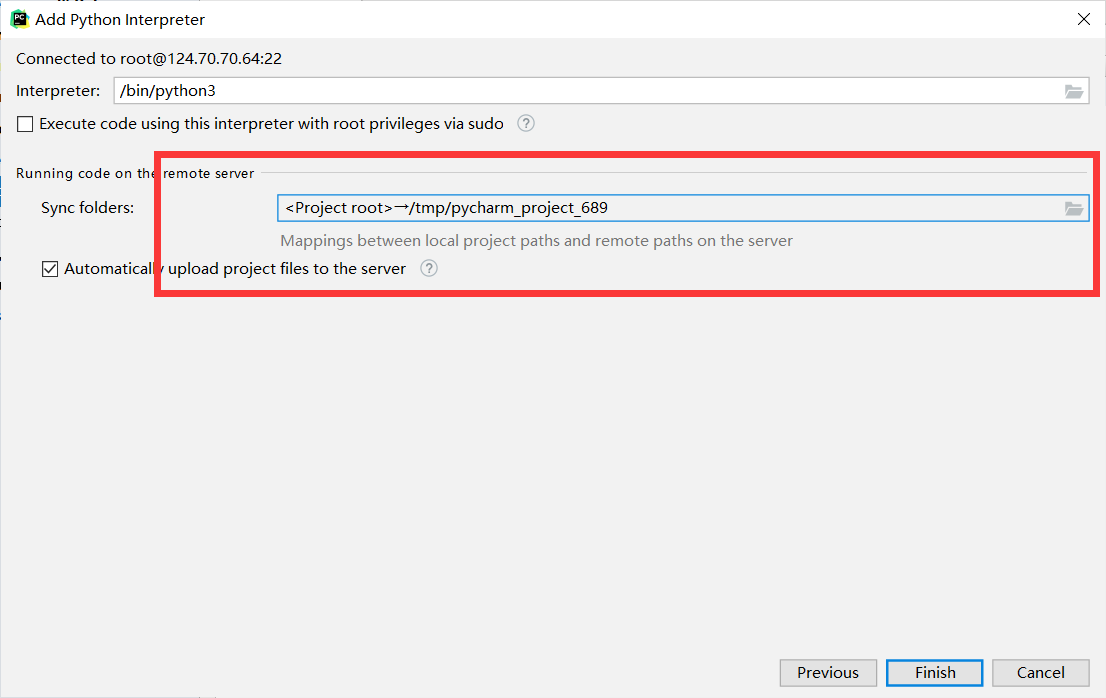 PC Add Python Interpreter
Connected to root@124.70.70.64:22
Interpreter: /bin/python3
Execute code using this interpreter with root privileges via sudo ?
Running code on the remote server
Sync folders: <Project root>→/tmp/pycharm_project_689
Mappings between local project paths and remote paths on the server
Automatically upload project files to the server ?
Previous Finish Cancel